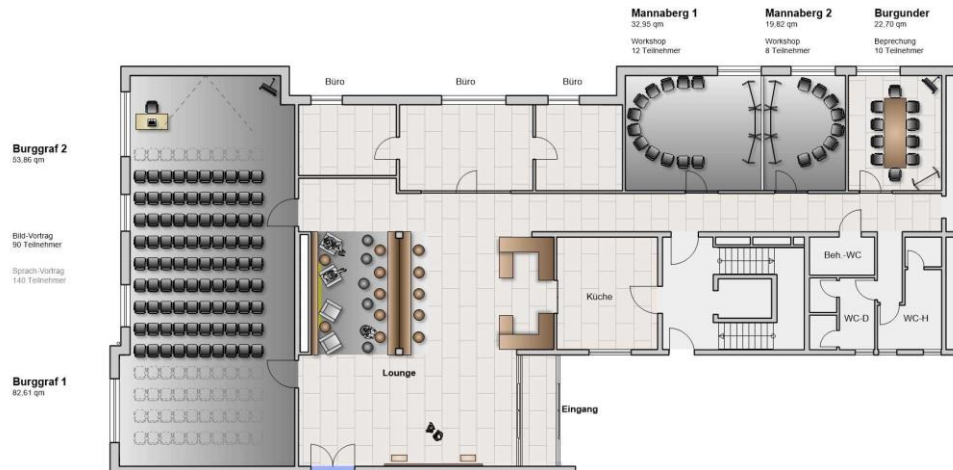 Mannaberg 1
32,95 qm
Workshop
12 Teilnehmer
Mannaberg 2
19,82 qm
Workshop
8 Teilnehmer
Burgunder
22,70 qm
Beprechung
10 Teilnehmer
Büro
Büro
Büro
Burggraf 2
53,86 qm
Bild-Vortrag
90 Teilnehmer
Sprach-Vortrag
140 Teilnehmer
Beh.-WC
Küche
WC-D
WC-H
Lounge
Burggraf 1
82,61 qm
Eingang